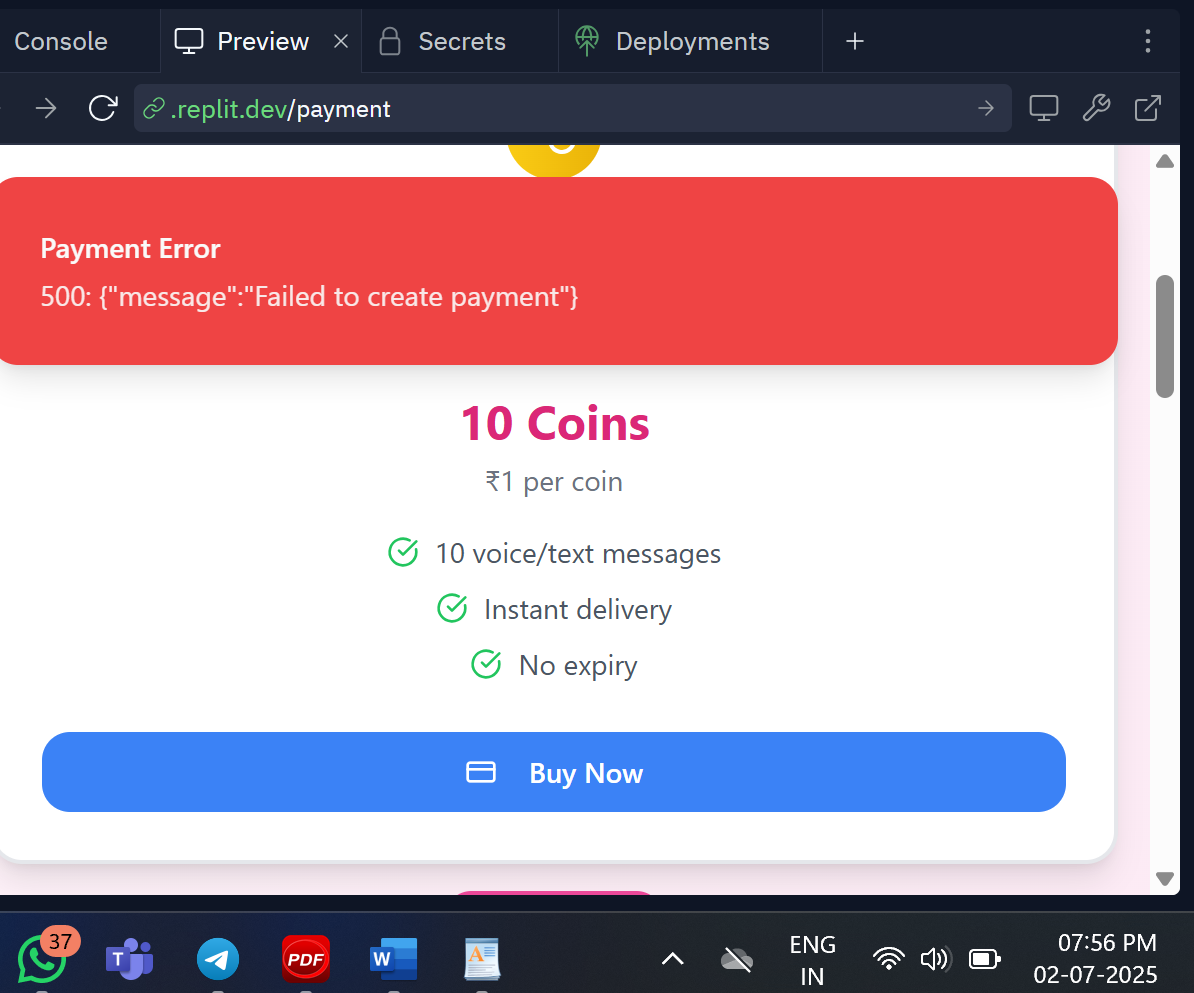 Console
Preview
Secrets
Deployments
.replit.dev/payment
Payment Error
500: {"message":"Failed to create payment"}
10 Coins
₹1 per coin
10 voice/text messages
Instant delivery
No expiry
Buy Now
37
T
PDF
W
A
ENG
IN
07:56 PM
02-07-2025